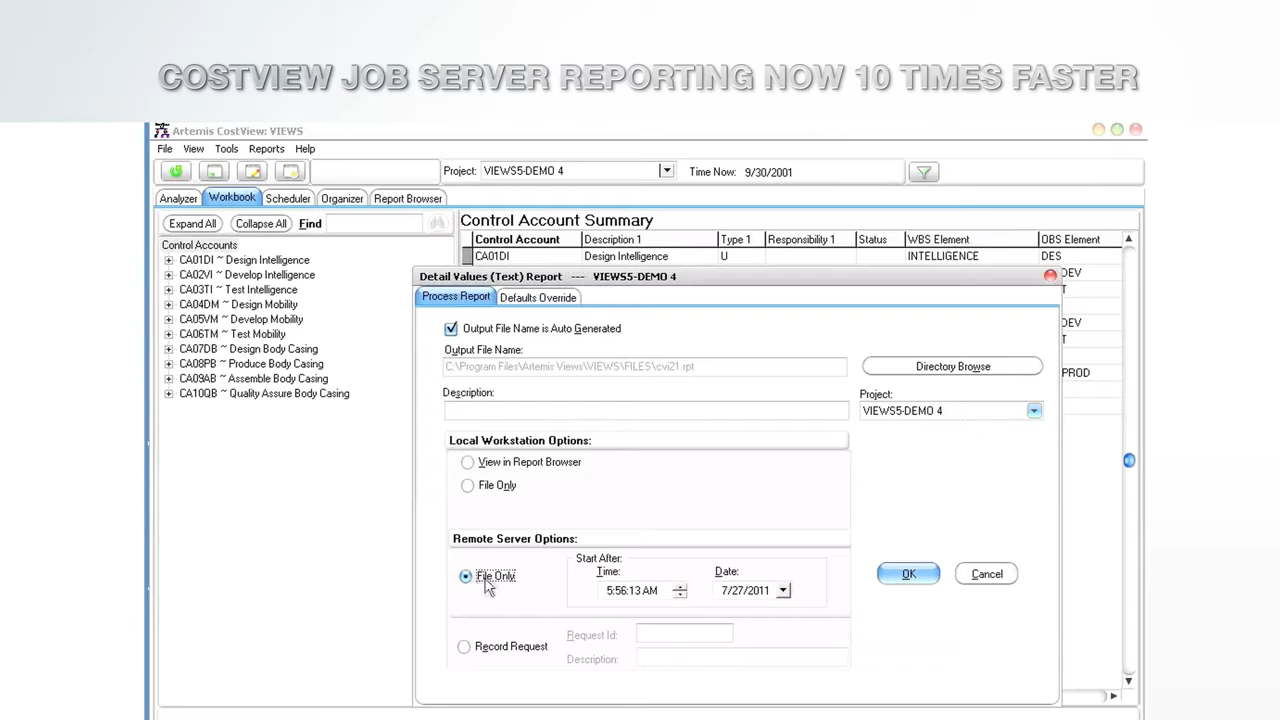 COSTVIEW JOB SERVER REPORTING NOW 10 TIMES FASTER
Artemis CostView: VIEWS
File View Tools Reports Help
Project: VIEWS5-DEMO 4 Time Now: 9/30/2001
Analyzer Workbook Scheduler Organizer Report Browser
Expand All Collapse All Find
Control Account Summary
Control Accounts
Control Account Description 1 Type 1 Responsibility 1 Status WBS Element OBS Element
CA01DI Design Intelligence U INTELLIGENCE DES
CA01DI ~ Design Intelligence
CA02VI ~ Develop Intelligence
CA03TI ~ Test Intelligence
CA04DM ~ Design Mobility
CA05VM ~ Develop Mobility
CA06TM ~ Test Mobility
CA07DB ~ Design Body Casing
CA08PB ~ Produce Body Casing
CA09AB ~ Assemble Body Casing
CA10QB ~ Quality Assure Body Casing
DEV
T
DEV
T
PROD
Detail Values (Text) Report --- VIEWS5-DEMO 4
Process Report Defaults Override
Output File Name is Auto Generated
Output File Name:
C:\Program Files\Artemis Views\VIEWS\FILES\cvi21.rpt Directory Browse
Description: Project:
VIEWS5-DEMO 4
Local Workstation Options:
View in Report Browser
File Only
Remote Server Options:
File Only
Start After:
Time: Date:
5:56:13 AM 7/27/2011
OK Cancel
Record Request
Request Id:
Description: